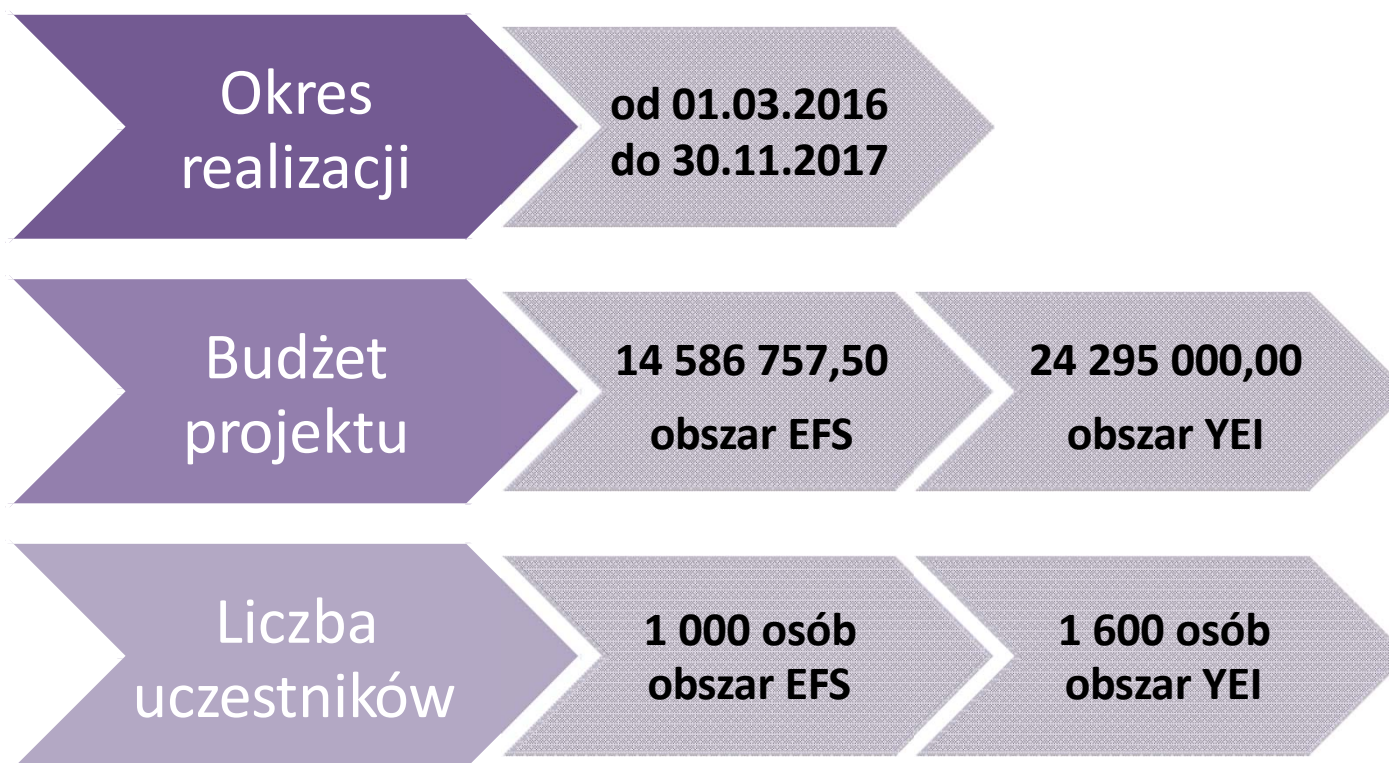 Okres
realizacji
od 01.03.2016
do 30.11.2017
Budżet
projektu
14 586 757,50
obszar EFS
24 295 000,00
obszar YEI
Liczba
uczestników
1 000 osób
obszar EFS
1 600 osób
obszar YEI